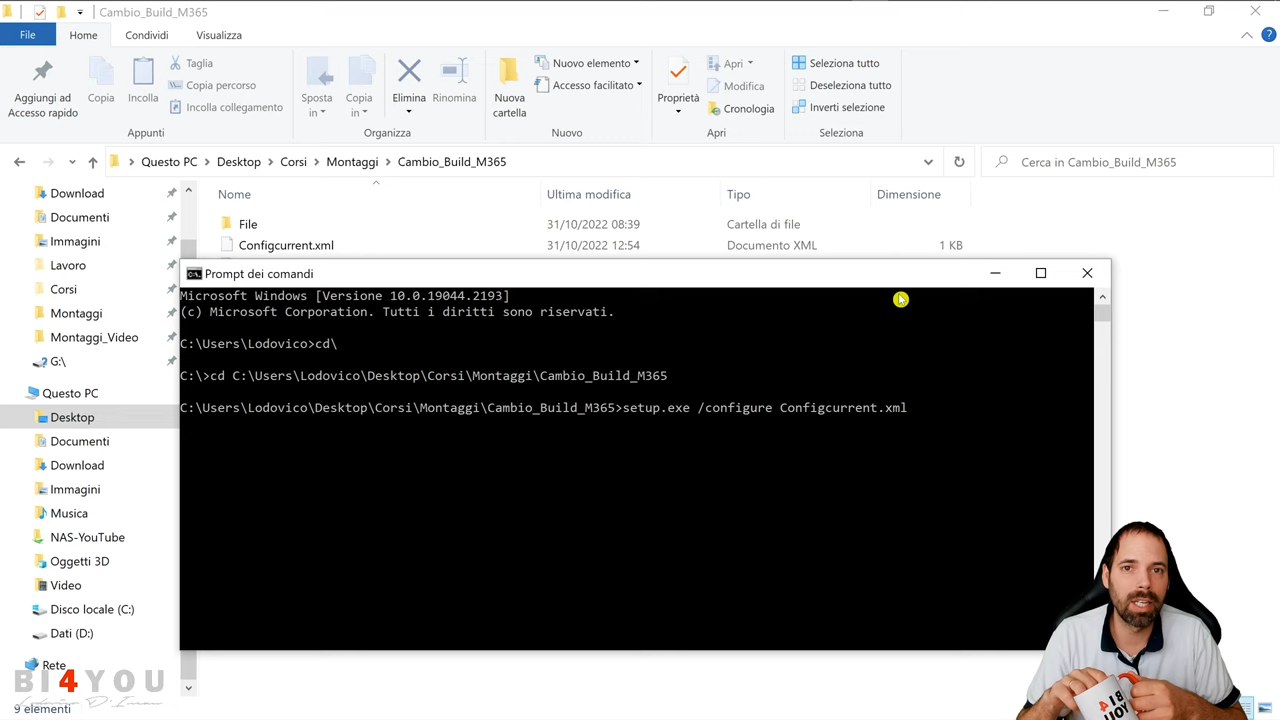 Cambio_Build_M365
File
Home
Condividi
Visualizza
Aggiungi ad
Accesso rapido
Copia
Incolla
Taglia
Copia percorso
Incolla collegamento
Appunti
Sposta
in
Copia
in
Elimina
Rinomina
Organizza
Nuova
cartella
Nuovo elemento
Accesso facilitato
Nuovo
Proprietà
Apri
Modifica
Cronologia
Apri
Seleziona tutto
Deseleziona tutto
Inverti selezione
Seleziona
Questo PC > Desktop > Corsi > Montaggi > Cambio_Build_M365
Cerca in Cambio_Build_M365
Nome
Ultima modifica
Tipo
Dimensione
File
31/10/2022 08:39
Cartella di file
Configcurrent.xml
31/10/2022 12:54
Documento XML
1 KB
Download
Documenti
Immagini
Lavoro
Corsi
Montaggi
Montaggi_Video
G:\
Questo PC
Desktop
Documenti
Download
Immagini
Musica
NAS-YouTube
Oggetti 3D
Video
Disco locale (C:)
Dati (D:)
Rete
9 elementi
Prompt dei comandi
Microsoft Windows [Versione 10.0.19044.2193]
(c) Microsoft Corporation. Tutti i diritti sono riservati.
C:\Users\Lodovico>cd\
C:\>cd C:\Users\Lodovico\Desktop\Corsi\Montaggi\Cambio_Build_M365
C:\Users\Lodovico\Desktop\Corsi\Montaggi\Cambio_Build_M365>setup.exe /configure Configcurrent.xml
BI4YOU
BI
4
YOU